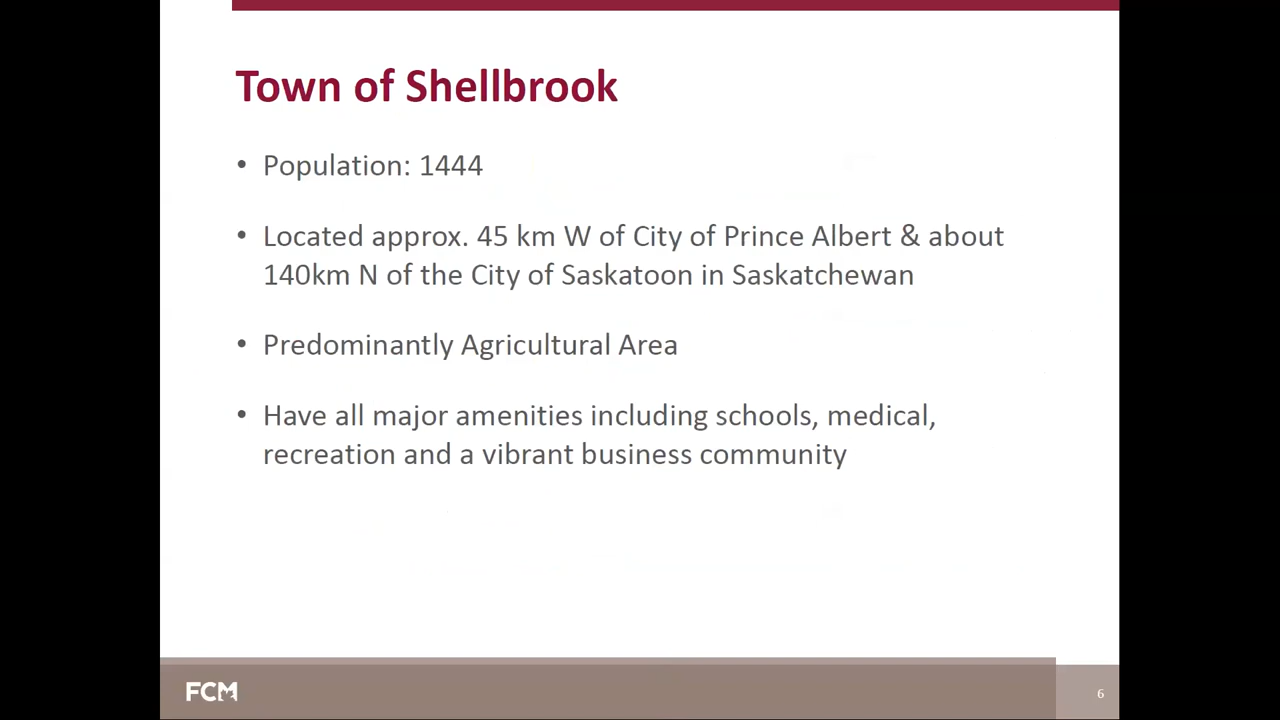 Town of Shellbrook
• Population: 1444
• Located approx. 45 km W of City of Prince Albert & about
140km N of the City of Saskatoon in Saskatchewan
• Predominantly Agricultural Area
• Have all major amenities including schools, medical,
recreation and a vibrant business community
FCM
6